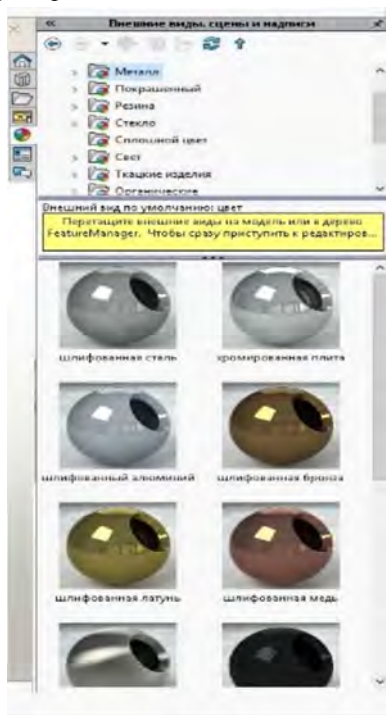 Внешние виды, сцены и надписи
Металл
Покрашенный
Резина
Стекло
Сплошной цвет
Свет
Ткацкие изделия
Органические
Внешний вид по умолчанию: цвет
Перетащите внешние виды на модель или в дерево
FeatureManager. Чтобы сразу приступить к редактиров...
шлифованная сталь
хромированная плита
шлифованный алюминий
шлифованная бронза
шлифованная латунь
шлифованная медь